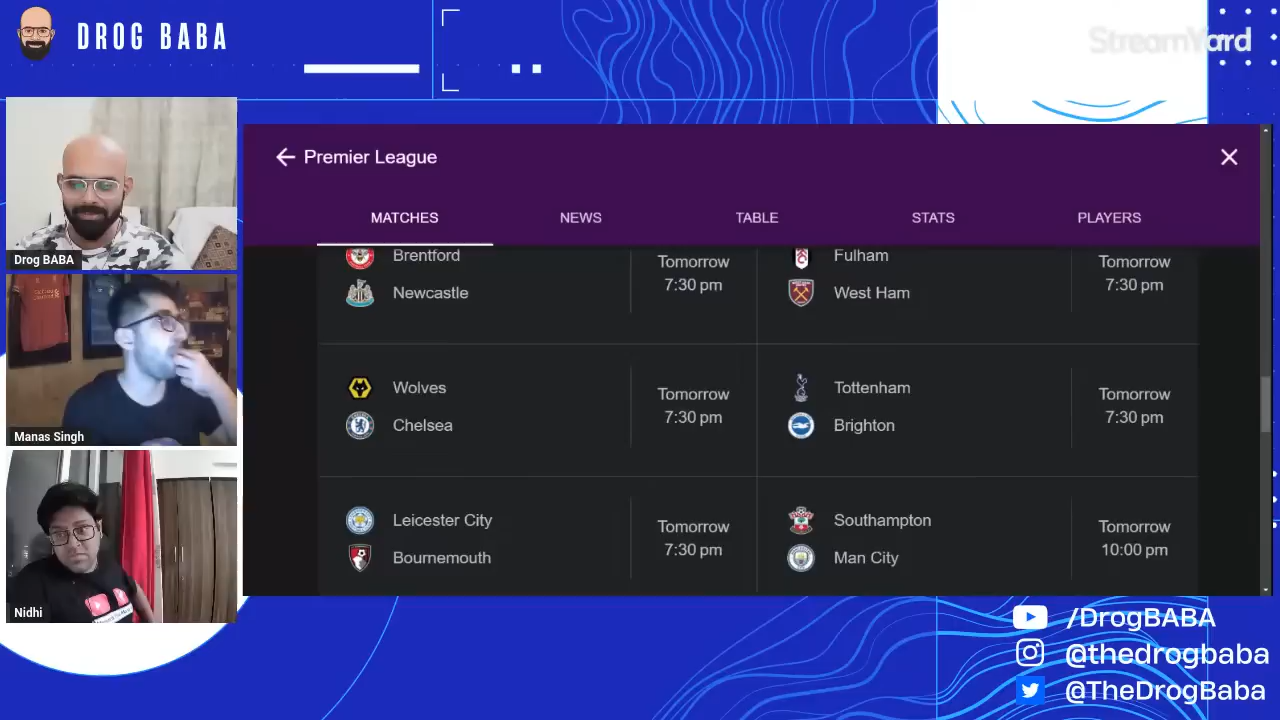 DROG BABA
StreamYard
Drog BABA
Manas Singh
Nidhi
Premier League
MATCHES
NEWS
TABLE
STATS
PLAYERS
Brentford
Newcastle
Tomorrow
7:30 pm
Fulham
West Ham
Tomorrow
7:30 pm
Wolves
Chelsea
Tomorrow
7:30 pm
Tottenham
Brighton
Tomorrow
7:30 pm
Leicester City
Bournemouth
Tomorrow
7:30 pm
Southampton
Man City
Tomorrow
10:00 pm
/DrogBABA
@thedrogbaba
@TheDrogBaba